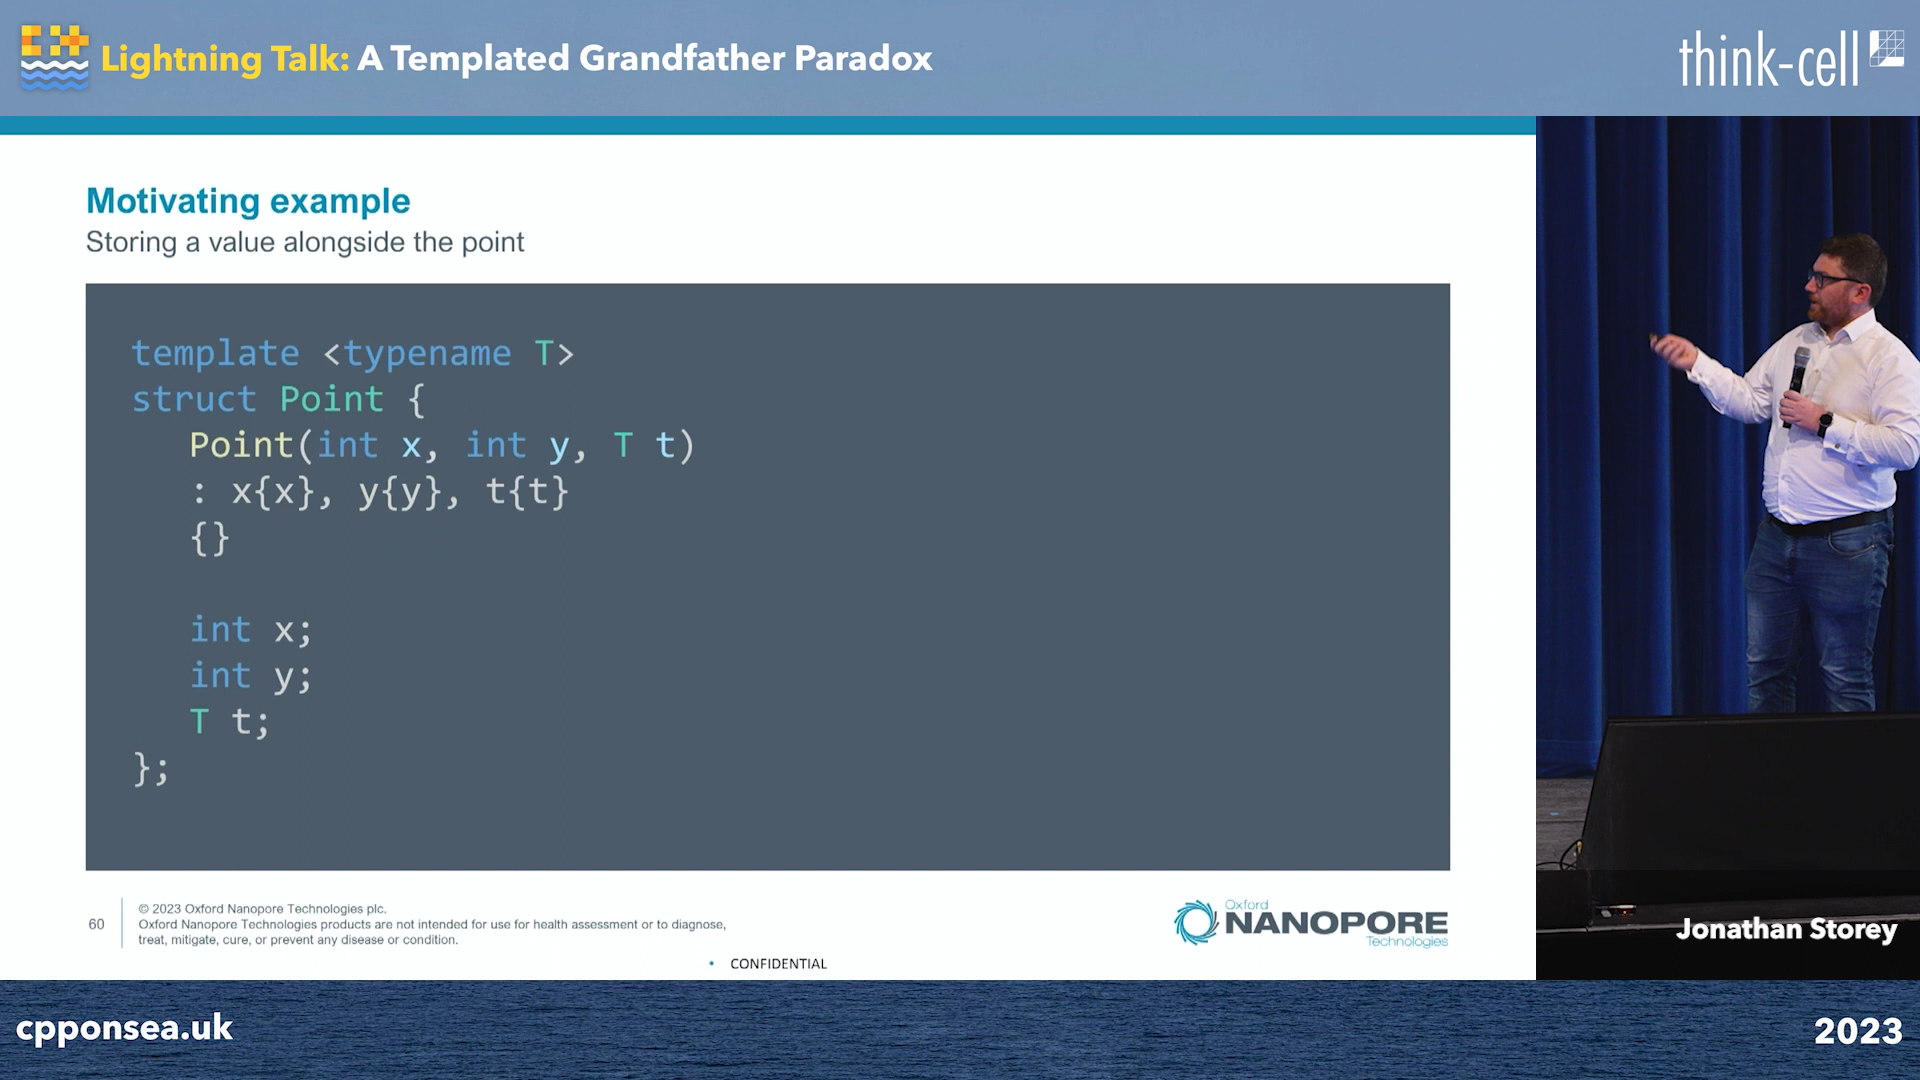 Lightning Talk: A Templated Grandfather Paradox
think-cell
Motivating example
Storing a value alongside the point
template <typename T>
struct Point {
Point(int x, int y, T t)
: x{x}, y{y}, t{t}
{}
int x;
int y;
T t;
};
60
© 2023 Oxford Nanopore Technologies plc.
Oxford Nanopore Technologies products are not intended for use for health assessment or to diagnose,
treat, mitigate, cure, or prevent any disease or condition.
• CONFIDENTIAL
Oxford
NANOPORE
Technologies
Jonathan Storey
cpponsea.uk
2023